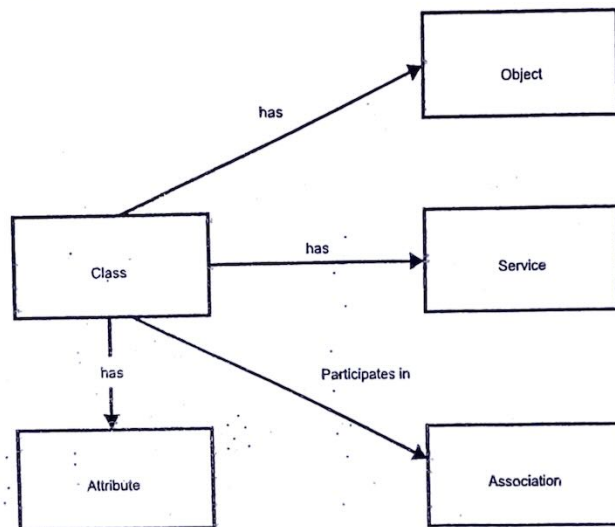 Object
has
has
Class
Service
has
Participates in
Attribute
Association